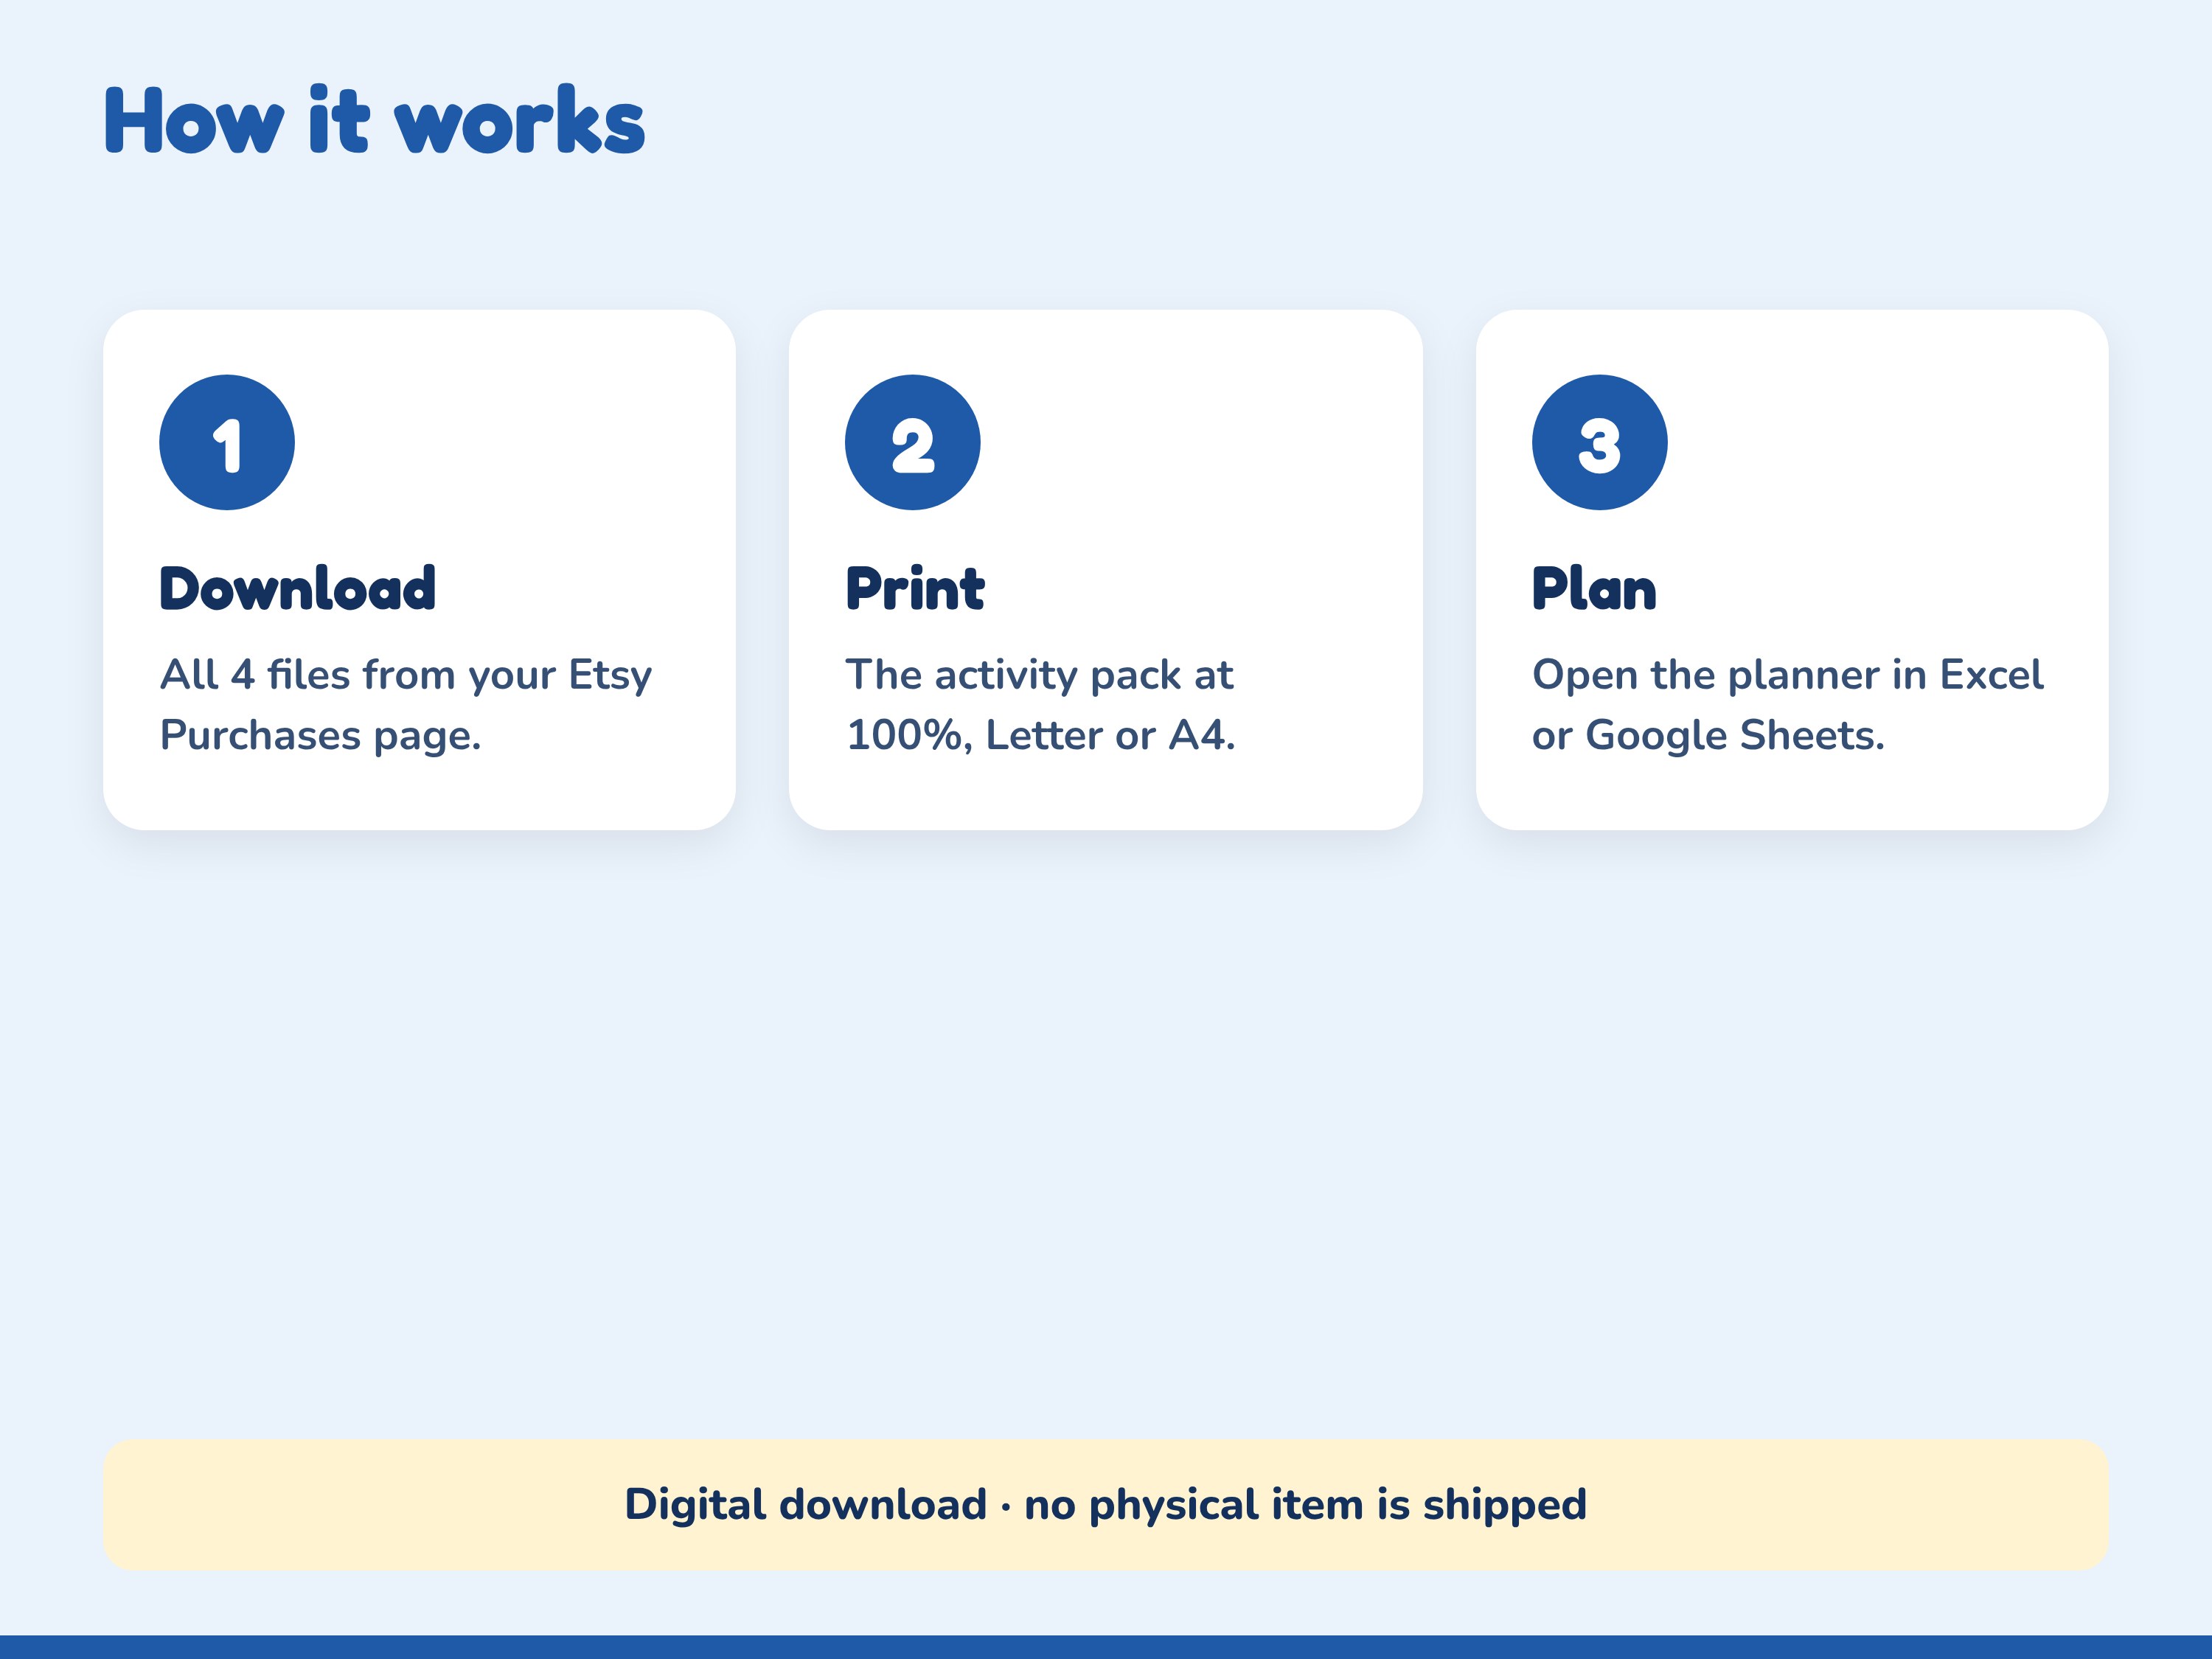 How it works
1
Download
All 4 files from your Etsy
Purchases page.
2
Print
The activity pack at
100%, Letter or A4.
3
Plan
Open the planner in Excel
or Google Sheets.
Digital download · no physical item is shipped